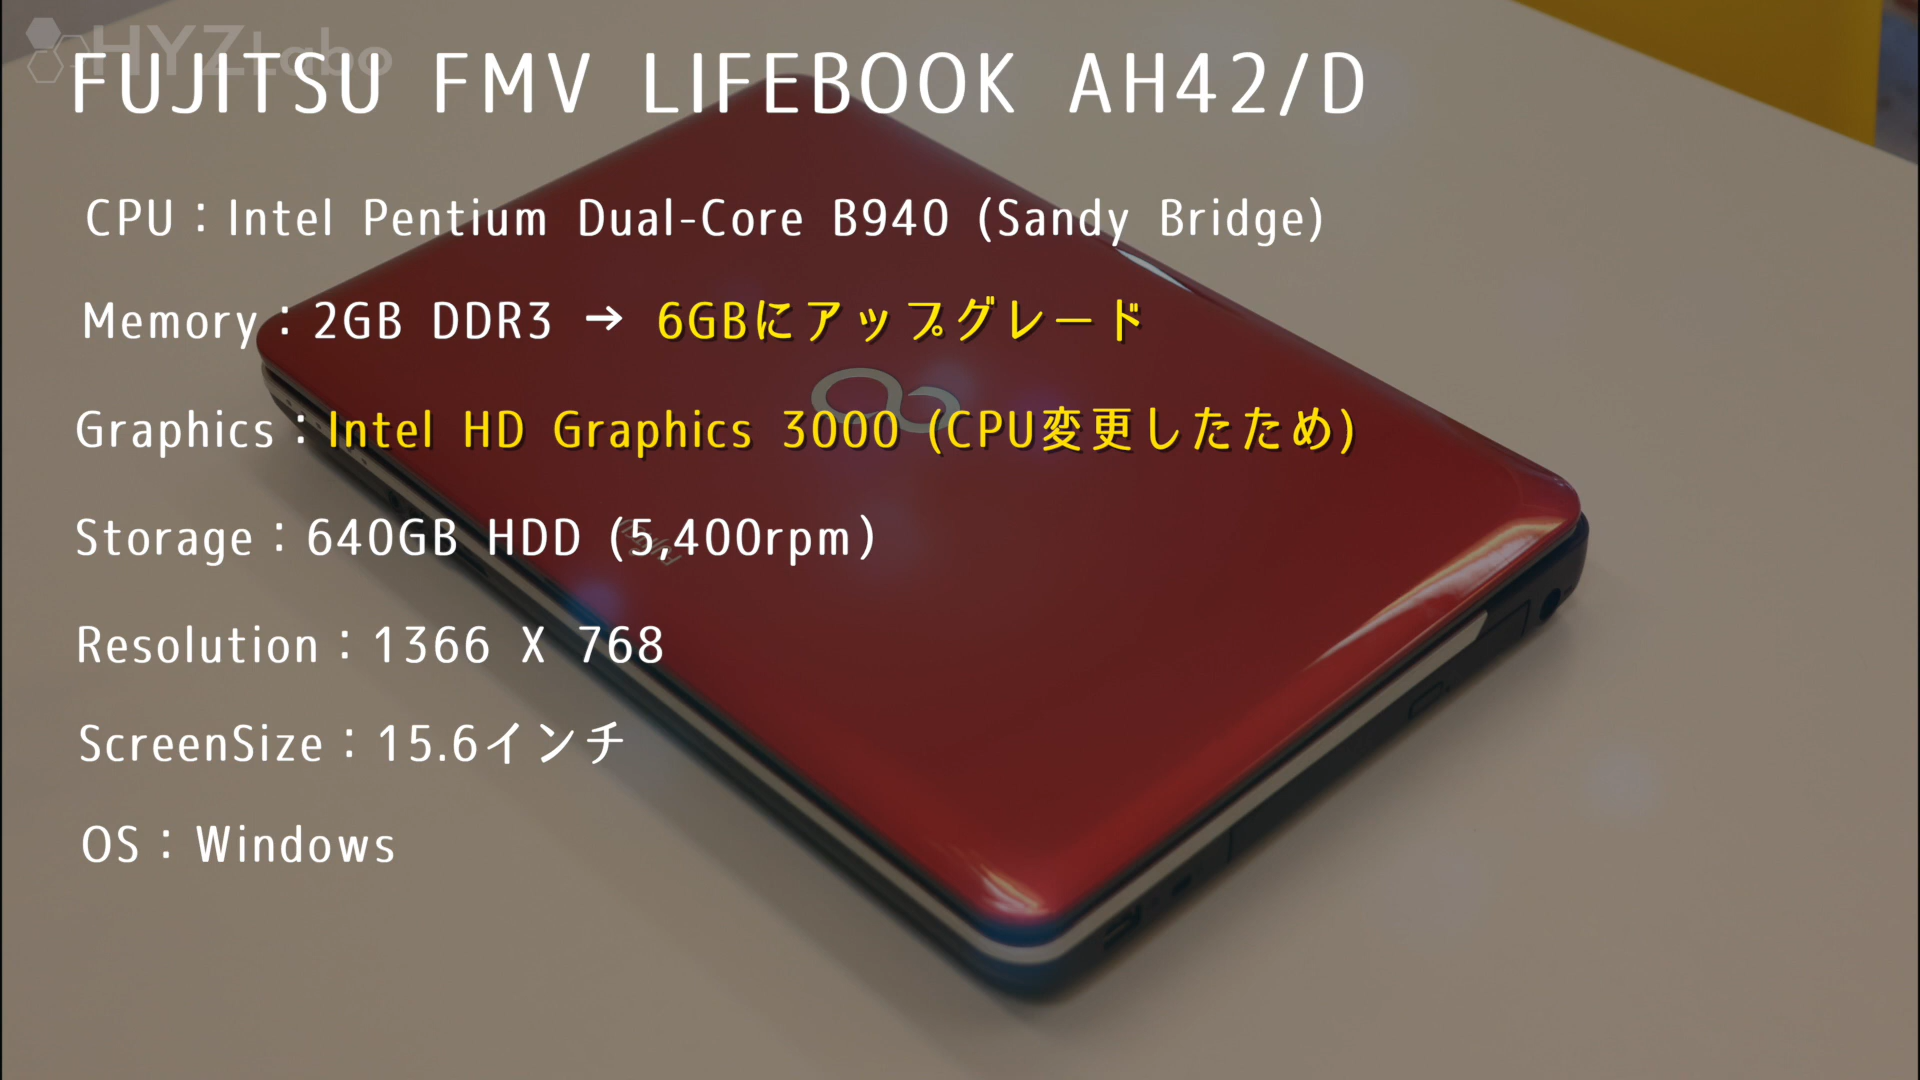 HYZLabo
FUJITSU FMV LIFEBOOK AH42/D
CPU：Intel Pentium Dual-Core B940 (Sandy Bridge)
Memory：2GB DDR3 → 6GBにアップグレード
Graphics：Intel HD Graphics 3000 (CPU変更したため)
Storage：640GB HDD (5,400rpm)
Resolution：1366 X 768
ScreenSize：15.6インチ
OS：Windows